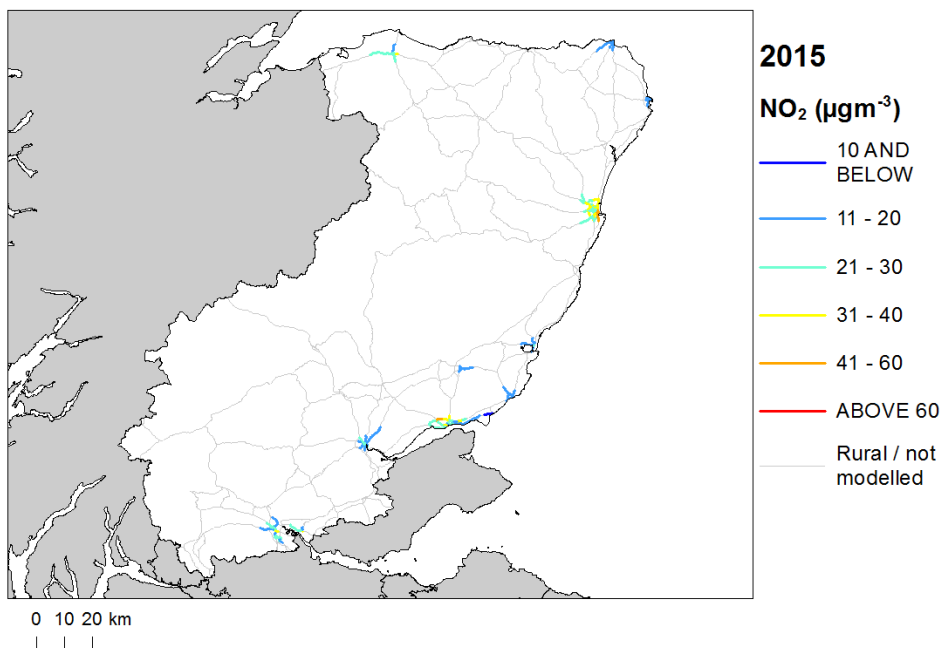 2015
NO₂ (µgm⁻³)
10 AND
BELOW
11 - 20
21 - 30
31 - 40
41 - 60
ABOVE 60
Rural / not
modelled
0 10 20 km